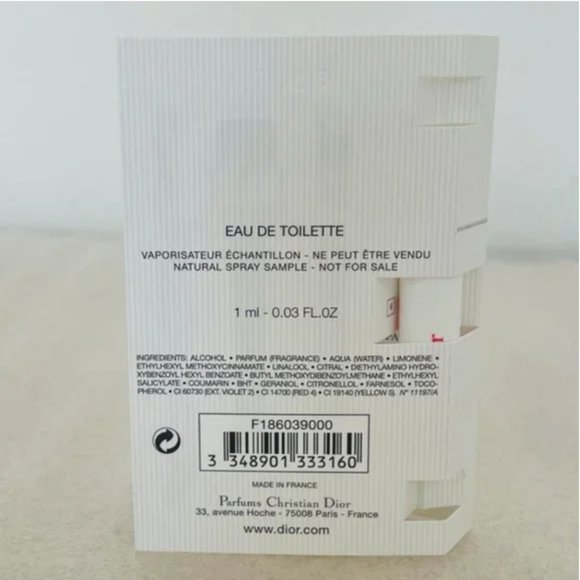 EAU DE TOILETTE
VAPORISATEUR ÉCHANTILLON - NE PEUT ÊTRE VENDU
NATURAL SPRAY SAMPLE - NOT FOR SALE
1 ml - 0.03 FL.OZ
INGREDIENTS: ALCOHOL • PARFUM (FRAGRANCE) • AQUA (WATER) • LIMONENE •
ETHYLHEXYL METHOXYCINNAMATE • LINALOOL • CITRAL • DIETHYLAMINO HYDRO-
XYBENZOYL HEXYL BENZOATE • BUTYL METHOXYDIBENZOYLMETHANE • ETHYLHEXYL
SALICYLATE • COUMARIN • BHT • GERANIOL • CITRONELLOL • FARNESOL • TOCO-
PHEROL • CI 60730 (EXT. VIOLET 2) • CI 14700 (RED 4) • CI 19140 (YELLOW 5). N° 11197/A
F186039000
3 348901 333160
MADE IN FRANCE
Parfums Christian Dior
33, avenue Hoche - 75008 Paris - France
www.dior.com